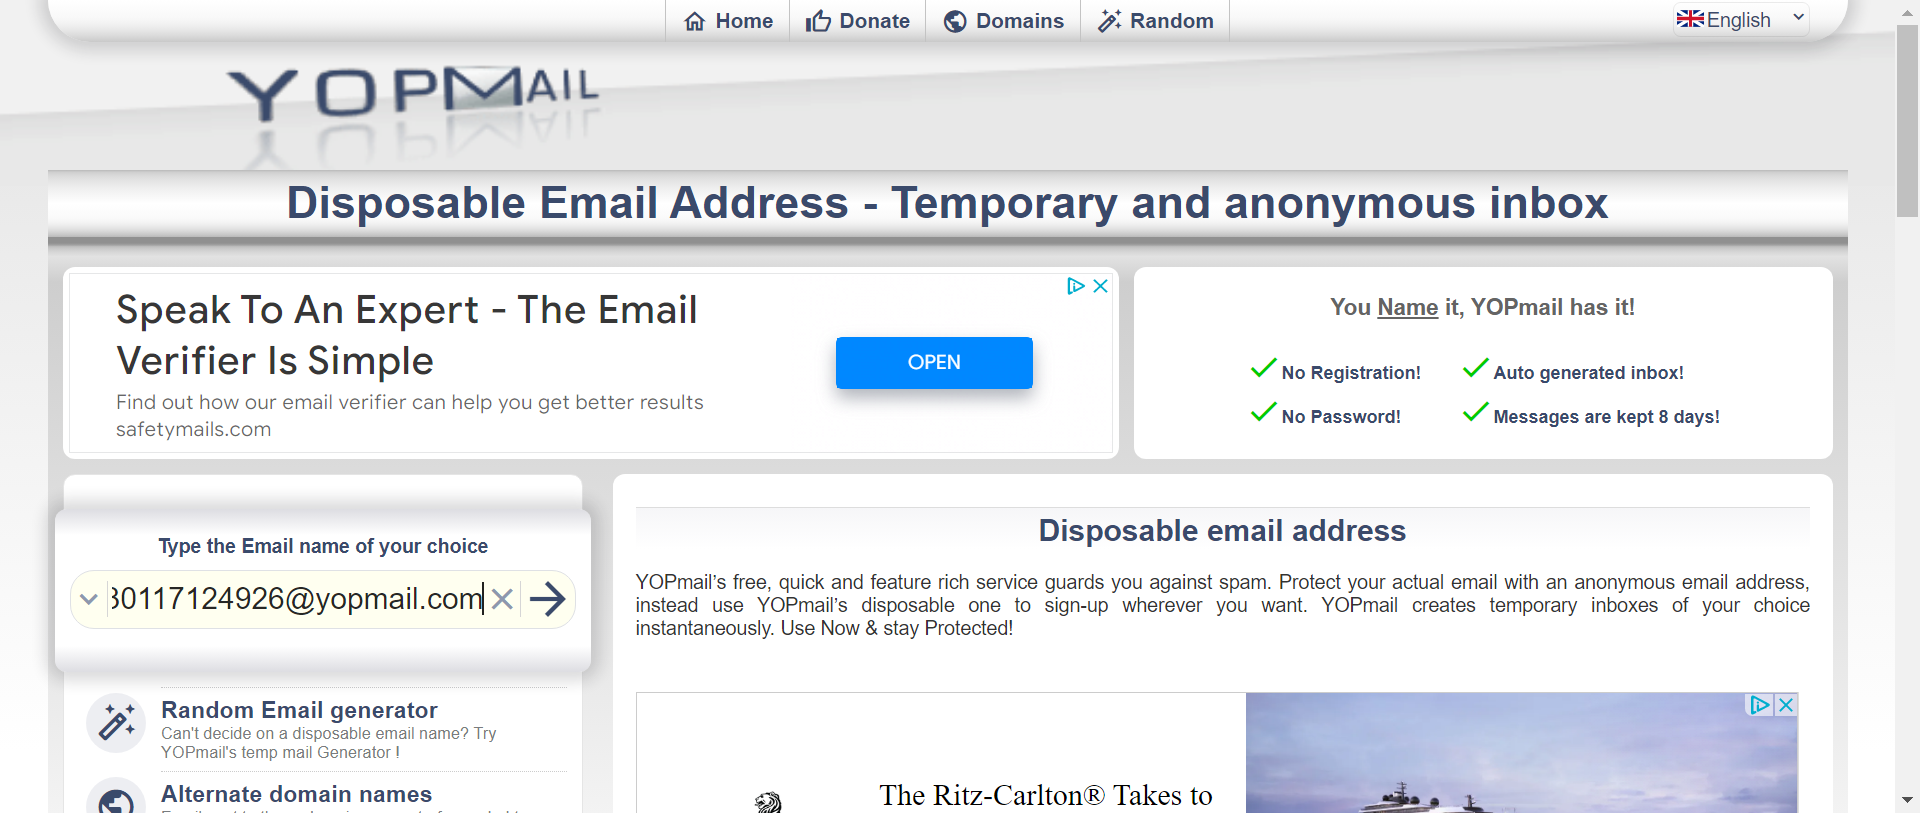 Home Donate Domains Random English
YOPMAIL
Disposable Email Address - Temporary and anonymous inbox
Speak To An Expert - The Email
Verifier Is Simple
Find out how our email verifier can help you get better results
safetymails.com
OPEN
You Name it, YOPmail has it!
No Registration! Auto generated inbox!
No Password! Messages are kept 8 days!
Type the Email name of your choice
30117124926@yopmail.com
Random Email generator
Can't decide on a disposable email name? Try
YOPmail's temp mail Generator !
Alternate domain names
Disposable email address
YOPmail's free, quick and feature rich service guards you against spam. Protect your actual email with an anonymous email address,
instead use YOPmail's disposable one to sign-up wherever you want. YOPmail creates temporary inboxes of your choice
instantaneously. Use Now & stay Protected!
The Ritz-Carlton® Takes to